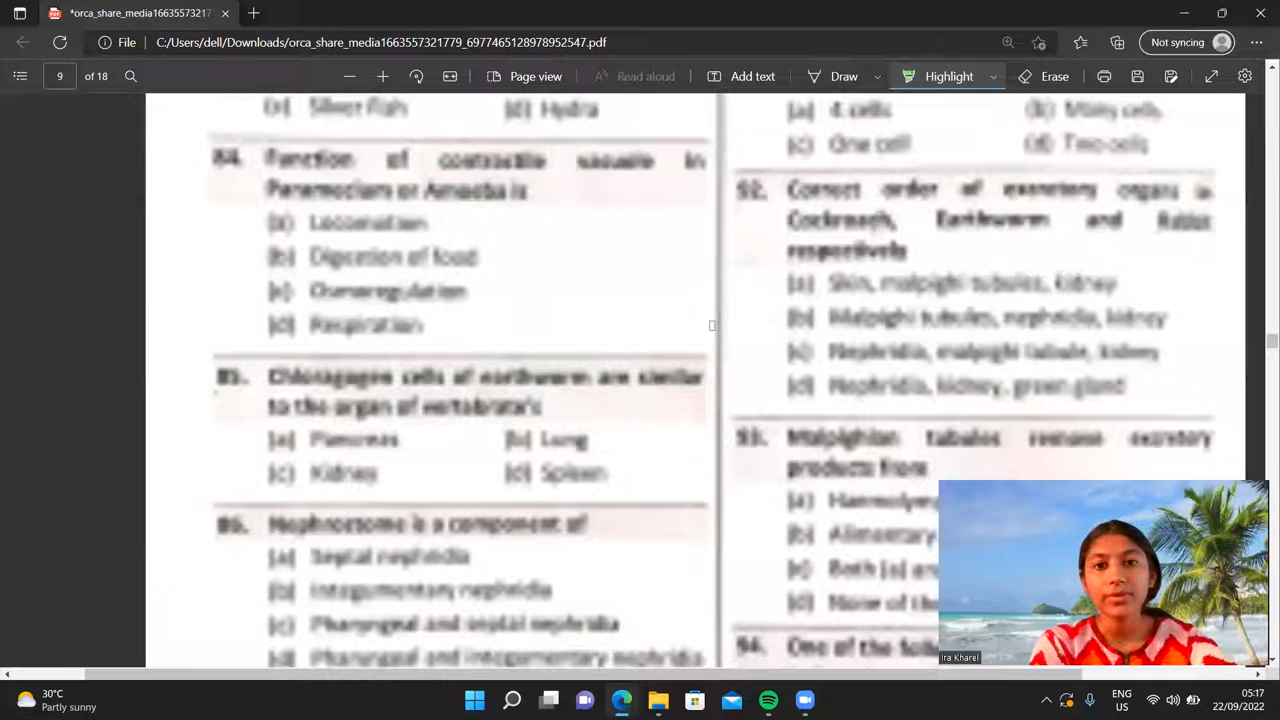 *orca_share_media16635573217
File
C:/Users/dell/Downloads/orca_share_media1663557321779_6977465128978952547.pdf
Not syncing
9 of 18
Page view
Read aloud
Add text
Draw
Highlight
Erase
(c) Silver Fish (d) Hydra
84. Function of contractile vacuole in
Paramecium or Amoeba is
(a) Locomotion
(b) Digestion of food
(c) Osmoregulation
(d) Respiration
85. Chloragogen cells of earthworm are similar
to the organ of vertebrate's
(a) Pancreas (b) Lung
(c) Kidney (d) Spleen
86. Nephrostome is a component of
(a) Septal nephridia
(b) Integumentary nephridia
(c) Pharyngeal and septal nephridia
(d) Pharyngeal and integumentary nephridia
(a) 4 cells (b) Many cells
(c) One cell (d) Two cells
92. Correct order of excretory organs in
Cockroach, Earthworm and Rabbit
respectively
(a) Skin, malpighi tubules, kidney
(b) Malpighi tubules, nephridia, kidney
(c) Nephridia, malpighi tubule, kidney
(d) Nephridia, kidney, green gland
93. Malpighian tubules remove excretory
products from
(a)
(b) Alimentary
(c) Both (a)
(d) None of the
94. One of the
Ira Kharel
30°C
Partly sunny
ENG
US
05:17
22/09/2022